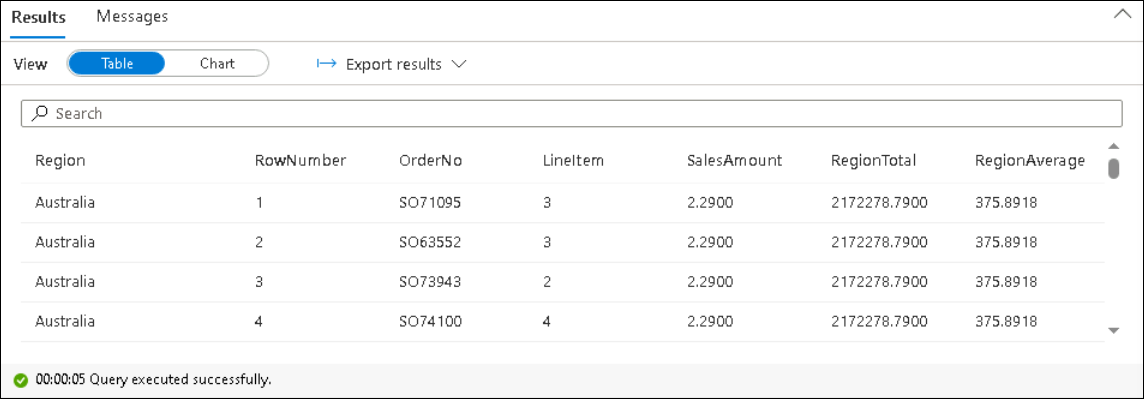 Results Messages
View Table Chart Export results
Search
Region RowNumber OrderNo LineItem SalesAmount RegionTotal RegionAverage
Australia 1 SO71095 3 2.2900 2172278.7900 375.8918
Australia 2 SO63552 3 2.2900 2172278.7900 375.8918
Australia 3 SO73943 2 2.2900 2172278.7900 375.8918
Australia 4 SO74100 4 2.2900 2172278.7900 375.8918
00:00:05 Query executed successfully.